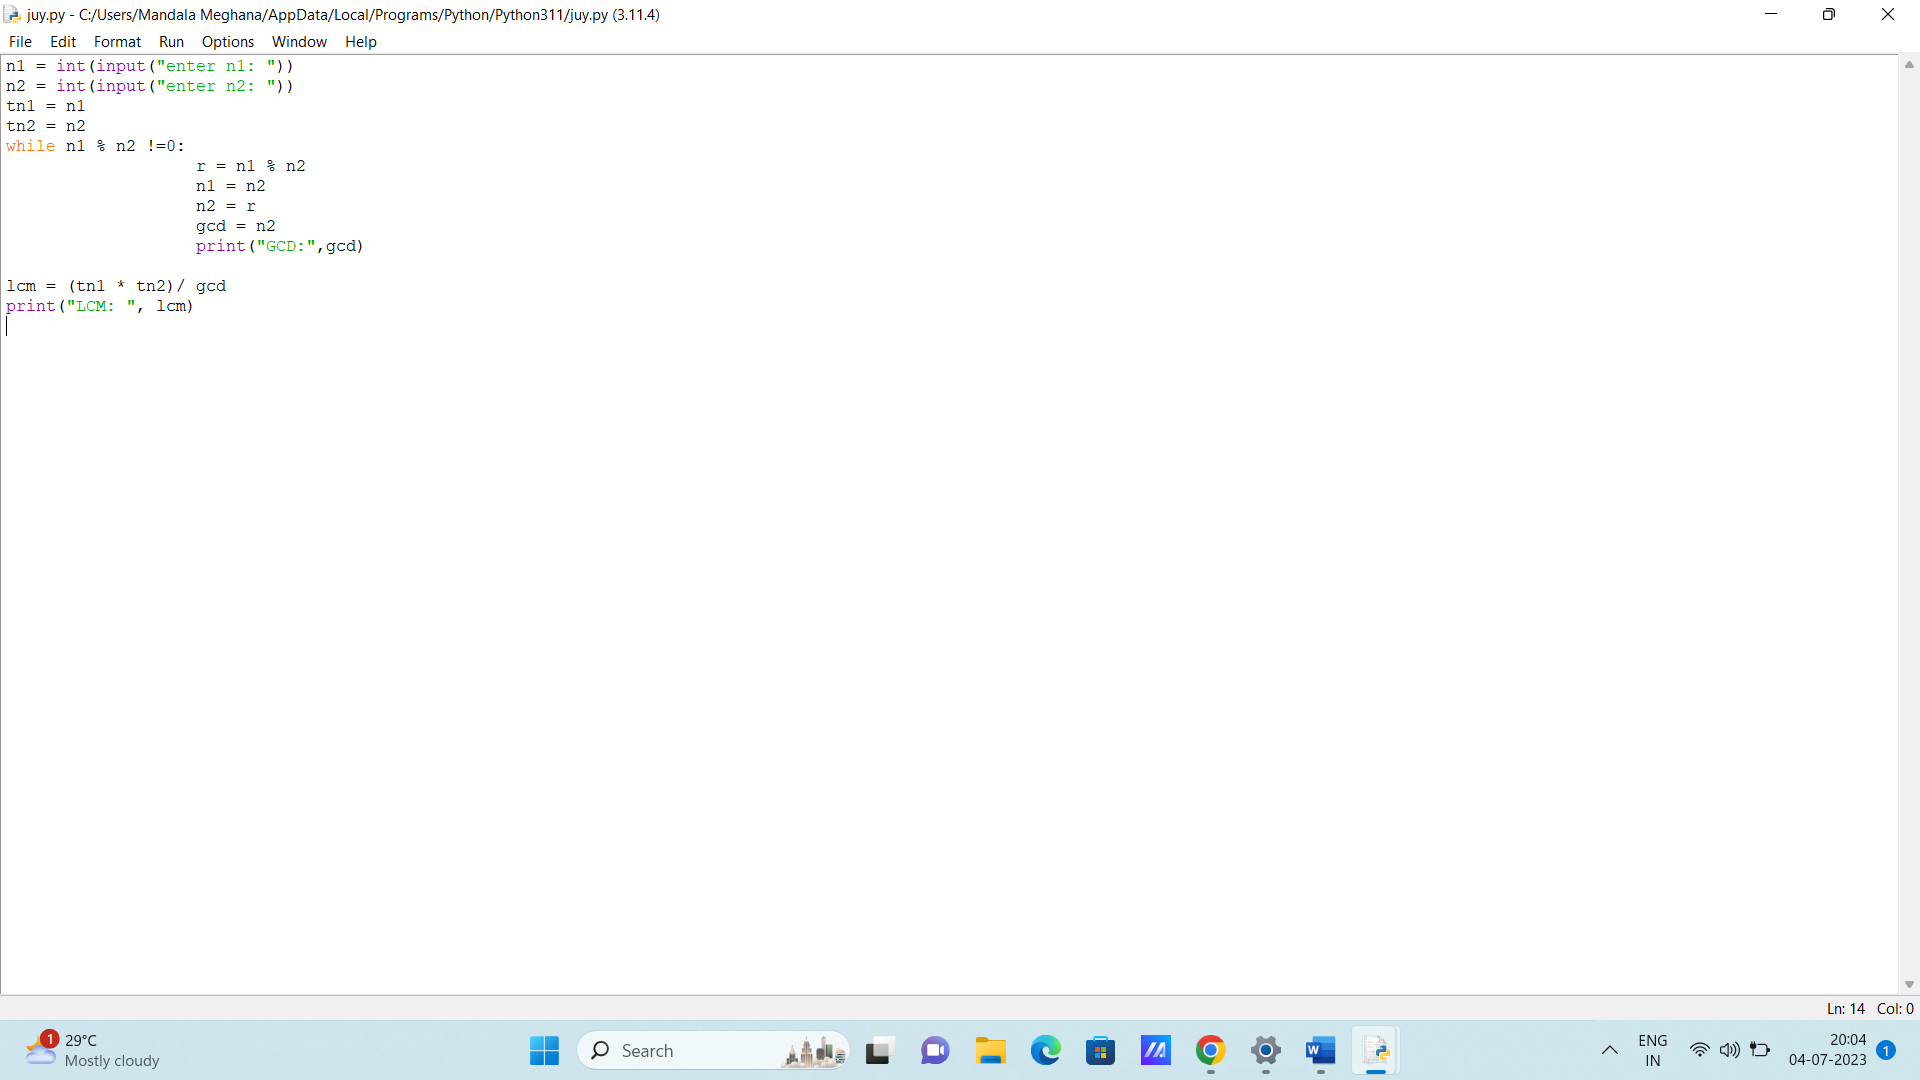 juy.py - C:/Users/Mandala Meghana/AppData/Local/Programs/Python/Python311/juy.py (3.11.4)
File Edit Format Run Options Window Help
n1 = int(input("enter n1: "))
n2 = int(input("enter n2: "))
tn1 = n1
tn2 = n2
while n1 % n2 !=0:
r = n1 % n2
n1 = n2
n2 = r
gcd = n2
print("GCD:",gcd)
lcm = (tn1 * tn2)/ gcd
print("LCM: ", lcm)
Ln: 14 Col: 0
1
29°C
Mostly cloudy
Search
W
ENG
IN
20:04
04-07-2023
1